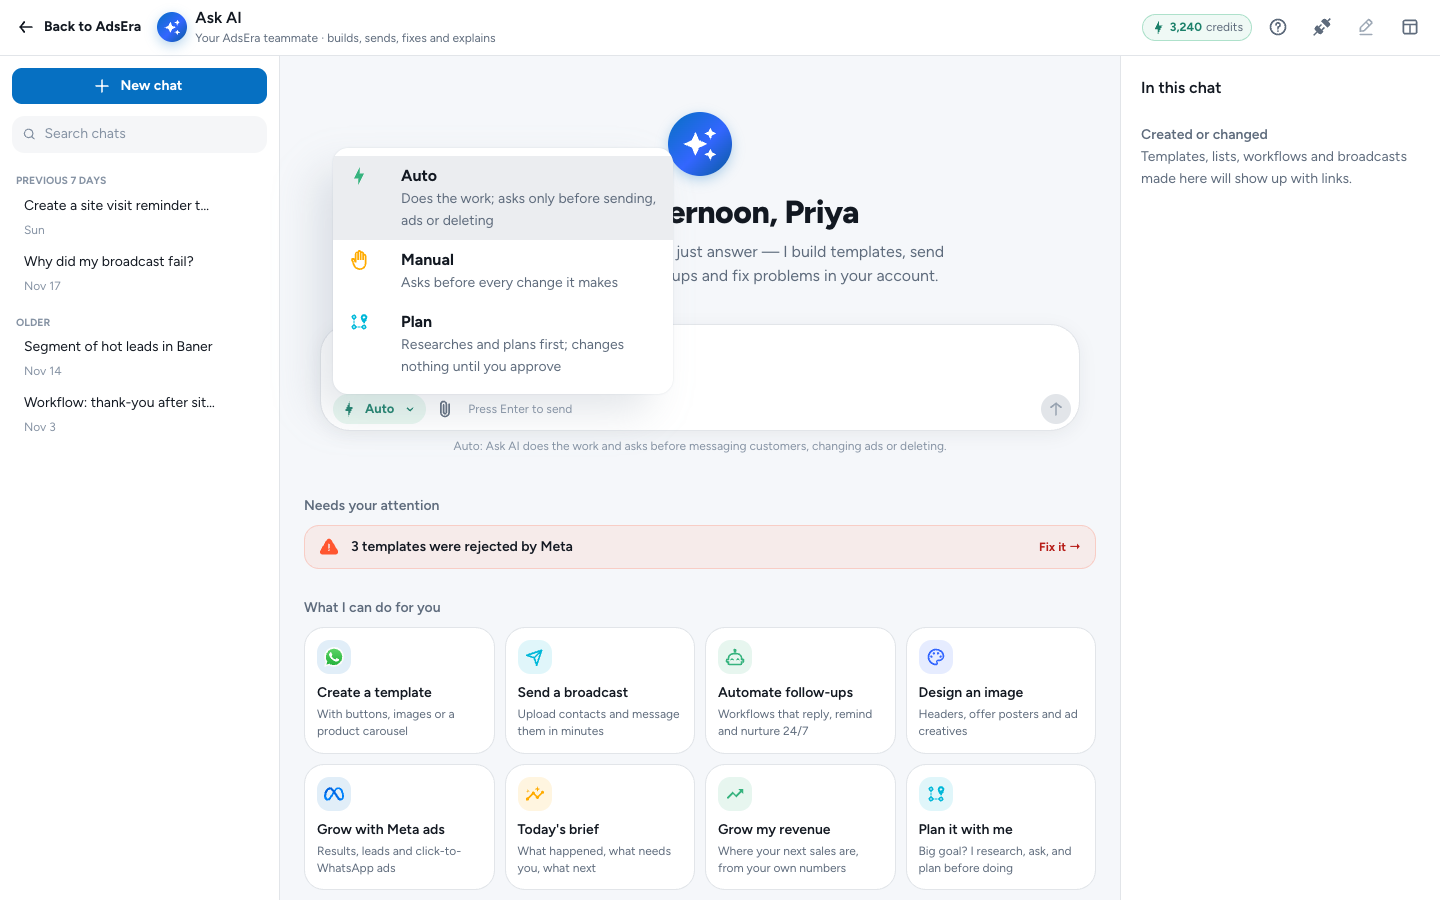 Back to AdsEra
Ask AI
Your AdsEra teammate · builds, sends, fixes and explains
3,240 credits
New chat
Search chats
PREVIOUS 7 DAYS
Create a site visit reminder t...
Sun
Why did my broadcast fail?
Nov 17
OLDER
Segment of hot leads in Baner
Nov 14
Workflow: thank-you after sit...
Nov 3
ernoon, Priya
just answer — I build templates, send
ups and fix problems in your account.
Auto
Does the work; asks only before sending,
ads or deleting
Manual
Asks before every change it makes
Plan
Researches and plans first; changes
nothing until you approve
Auto
Press Enter to send
Auto: Ask AI does the work and asks before messaging customers, changing ads or deleting.
Needs your attention
3 templates were rejected by Meta
Fix it →
What I can do for you
Create a template
With buttons, images or a
product carousel
Send a broadcast
Upload contacts and message
them in minutes
Automate follow-ups
Workflows that reply, remind
and nurture 24/7
Design an image
Headers, offer posters and ad
creatives
Grow with Meta ads
Results, leads and click-to-
WhatsApp ads
Today's brief
What happened, what needs
you, what next
Grow my revenue
Where your next sales are,
from your own numbers
Plan it with me
Big goal? I research, ask, and
plan before doing
In this chat
Created or changed
Templates, lists, workflows and broadcasts
made here will show up with links.